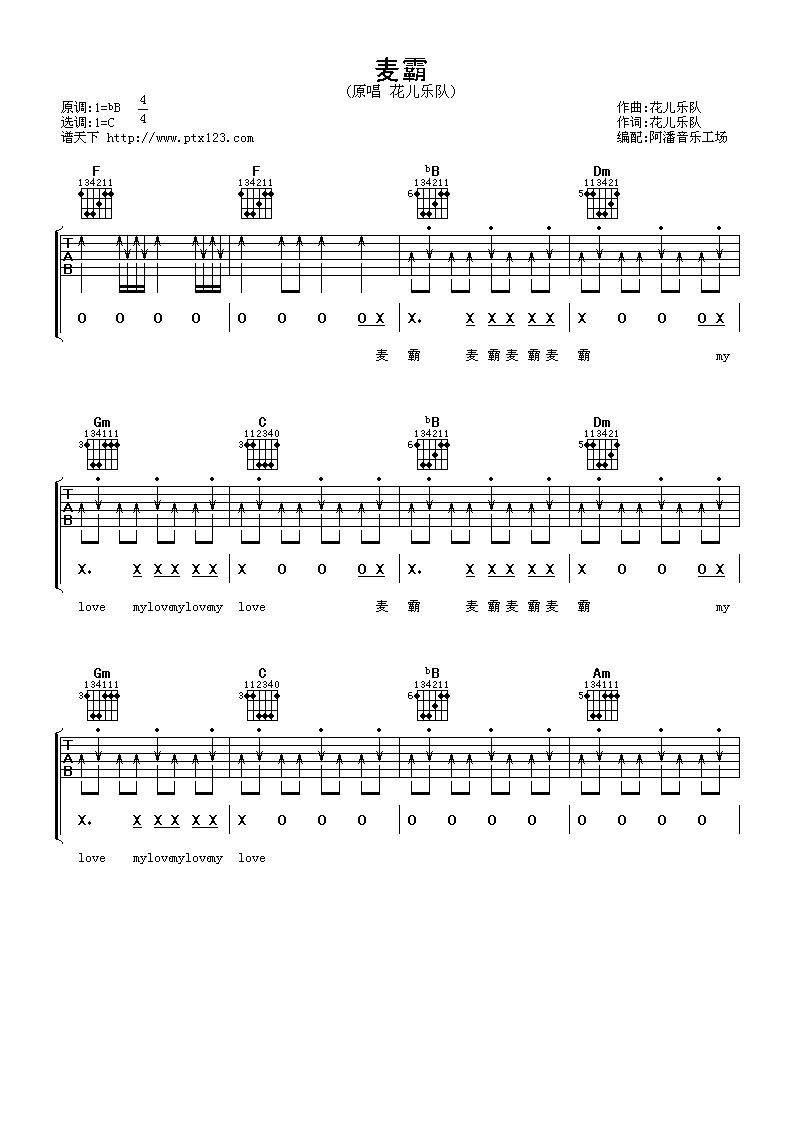 麦霸
(原唱 花儿乐队)
原调:1=ᵇB 4/4
选调:1=C
谱天下 http://www.ptx123.com
作曲:花儿乐队
作词:花儿乐队
编配:阿潘音乐工场
F F ᵇB Dm
134211 134211 134211 113421
6 5
T
A
B
0 0 0 0 0 0 0 0 X X. X X X X X X 0 0 0 X
麦 霸 麦 霸 麦 霸 麦 霸 my
Gm C ᵇB Dm
134111 112340 134211 113421
3 3 6 5
T
A
B
X. X X X X X X 0 0 0 X X. X X X X X X 0 0 0 X
love mylovemylovemy love 麦 霸 麦 霸 麦 霸 麦 霸 my
Gm C ᵇB Am
134111 112340 134211 134111
3 3 6 5
T
A
B
X. X X X X X X 0 0 0 0 0 0 0 0 0 0 0
love mylovemylovemy love